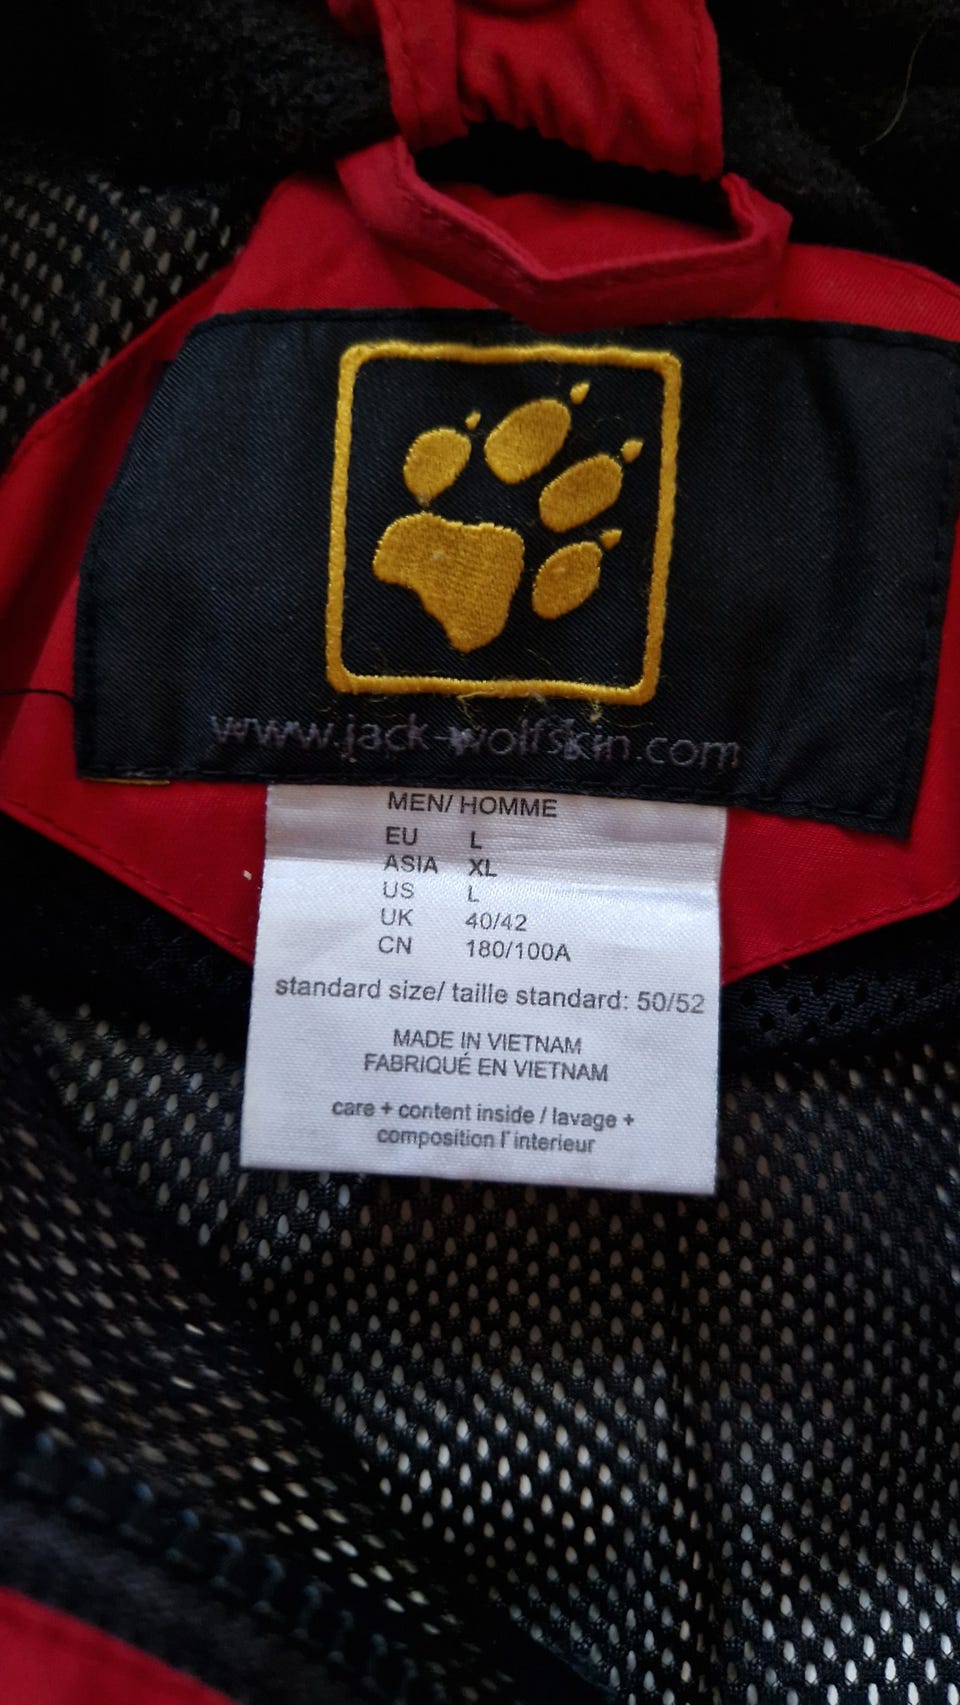 www.jack-wolfskin.com
MEN/ HOMME
EU L
ASIA XL
US L
UK 40/42
CN 180/100A
standard size/ taille standard: 50/52
MADE IN VIETNAM
FABRIQUÉ EN VIETNAM
care + content inside / lavage +
composition l' interieur